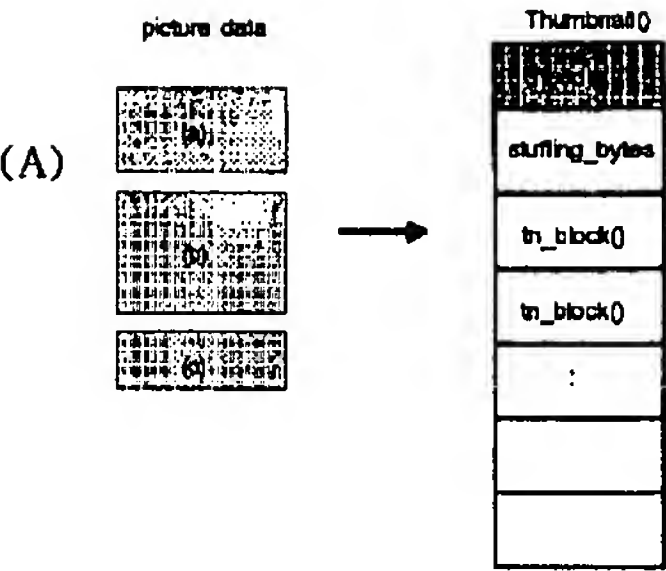 picture data
Thumbnail()
(A)
(a)
(b)
stuffing_bytes
tn_block()
tn_block()
: